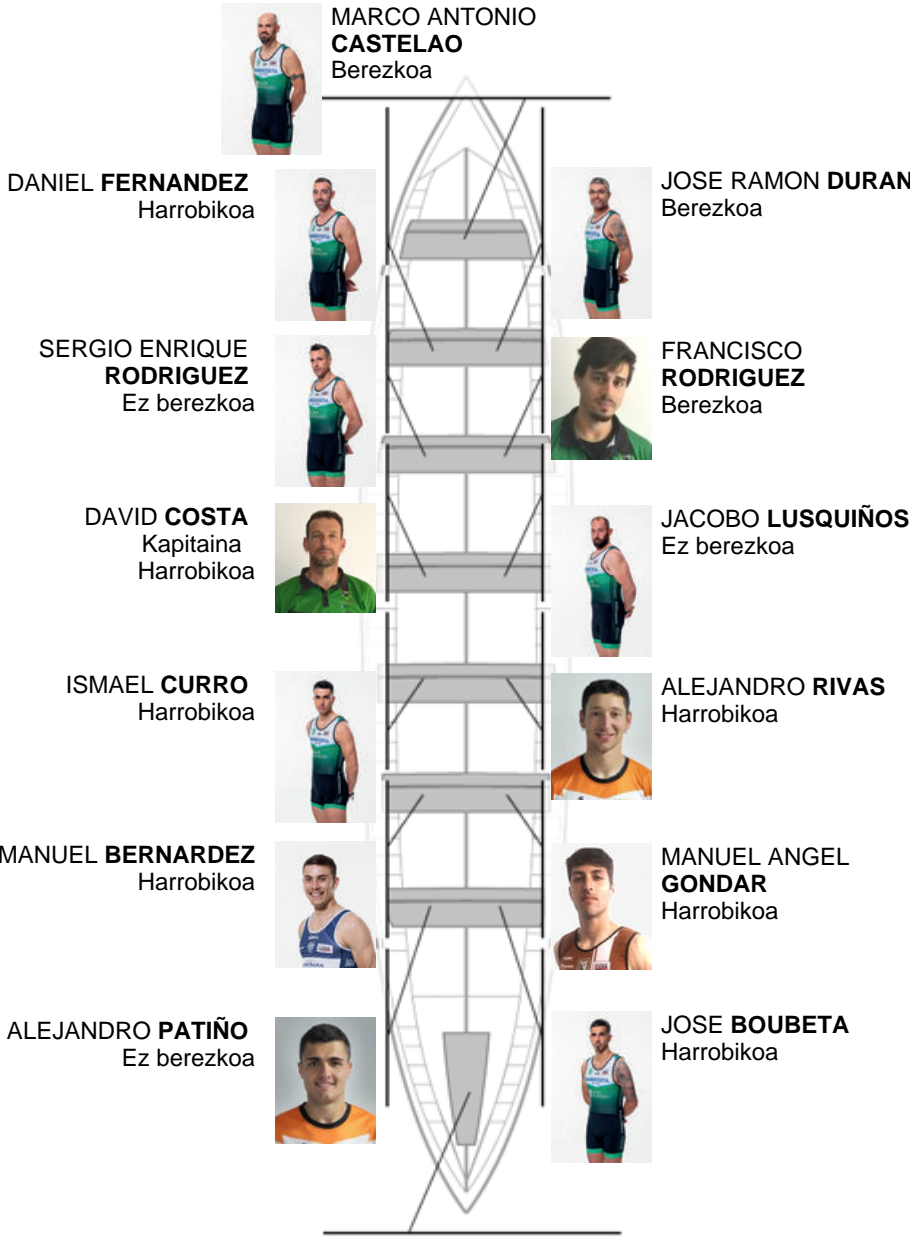 MARCO ANTONIO
CASTELAO
Berezkoa
DANIEL FERNANDEZ
Harrobikoa
JOSE RAMON DURAN
Berezkoa
SERGIO ENRIQUE
RODRIGUEZ
Ez berezkoa
FRANCISCO
RODRIGUEZ
Berezkoa
DAVID COSTA
Kapitaina
Harrobikoa
JACOBO LUSQUIÑOS
Ez berezkoa
ISMAEL CURRO
Harrobikoa
ALEJANDRO RIVAS
Harrobikoa
MANUEL BERNARDEZ
Harrobikoa
MANUEL ANGEL
GONDAR
Harrobikoa
ALEJANDRO PATIÑO
Ez berezkoa
JOSE BOUBETA
Harrobikoa